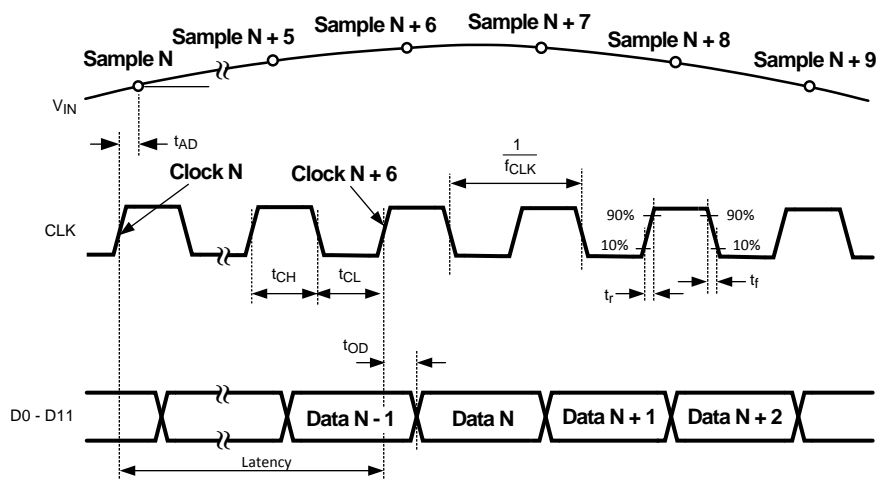 Sample N
Sample N + 5
Sample N + 6
Sample N + 7
Sample N + 8
Sample N + 9
VIN
tAD
Clock N
Clock N + 6
1
fCLK
CLK
90%
90%
10%
10%
tCH
tCL
tr
tf
tOD
D0 - D11
Data N - 1
Data N
Data N + 1
Data N + 2
Latency